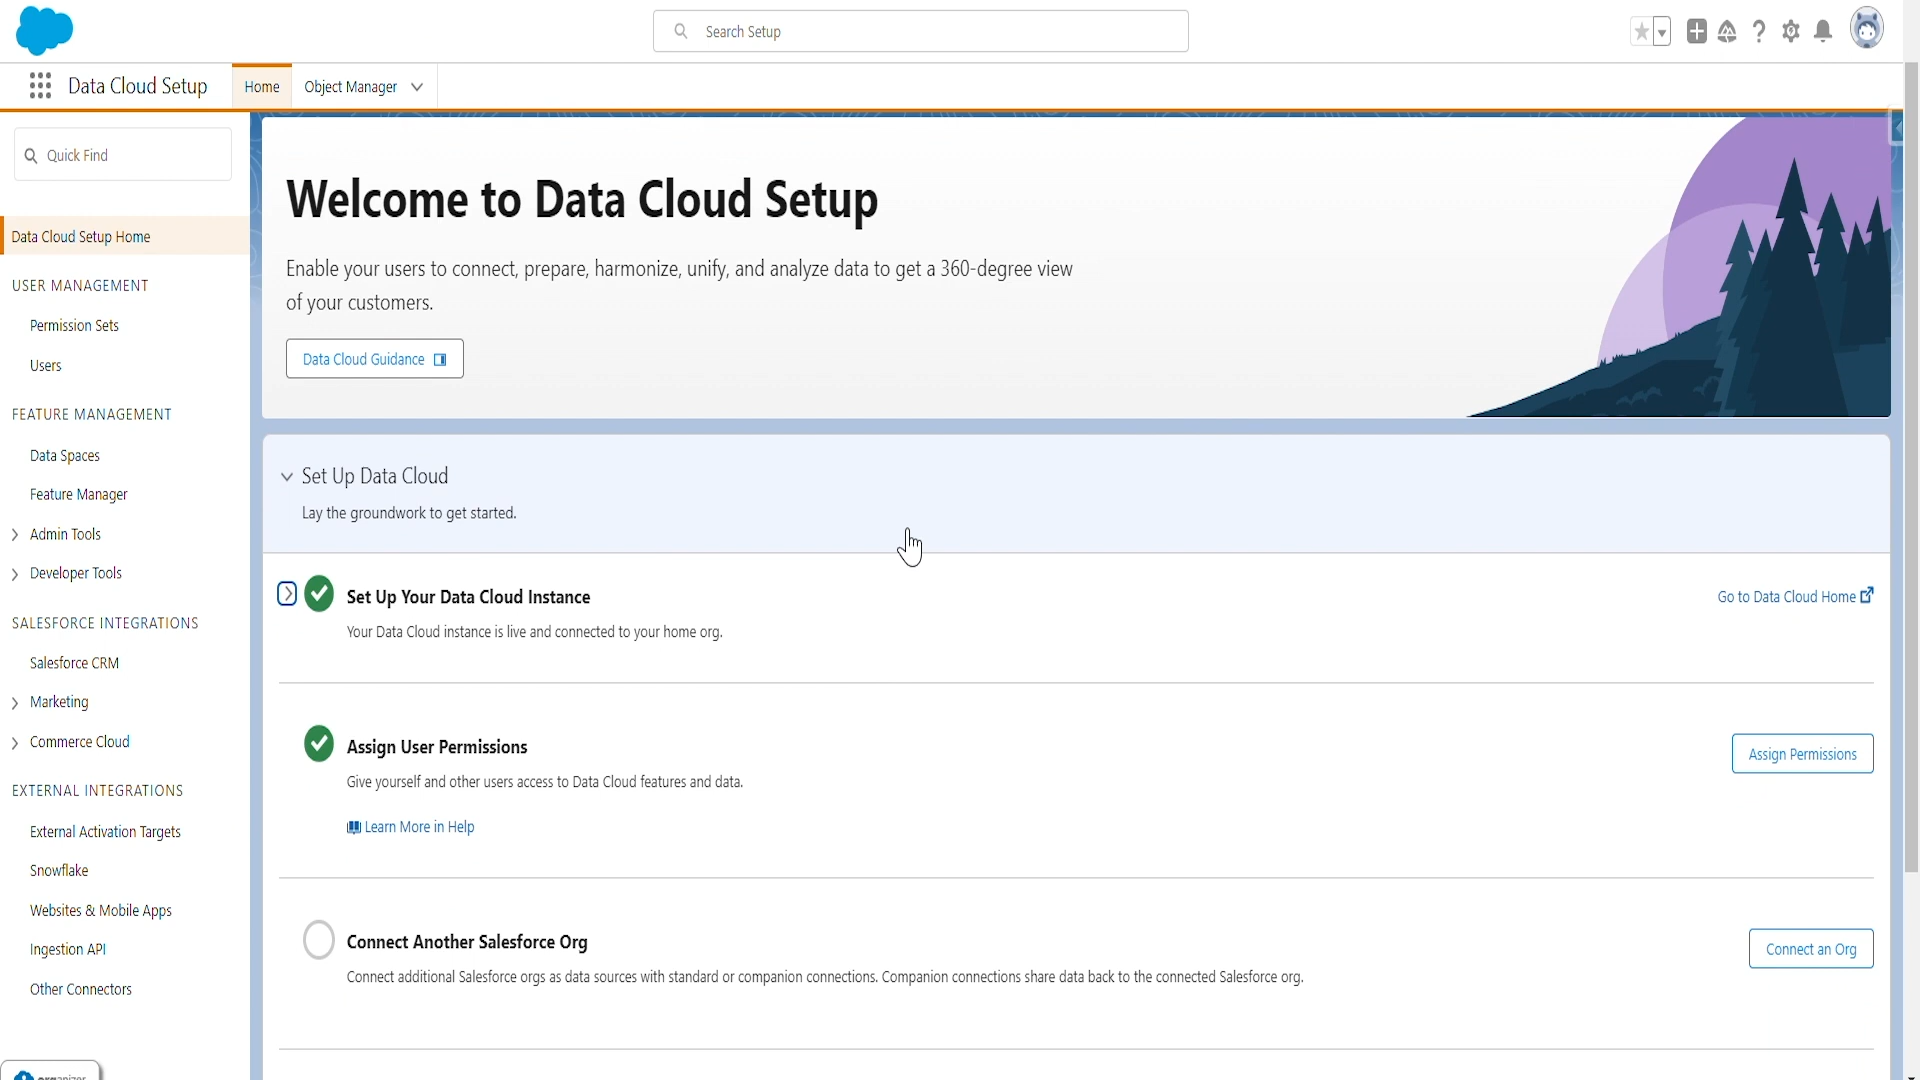 Search Setup
Data Cloud Setup
Home
Object Manager
Quick Find
Data Cloud Setup Home
USER MANAGEMENT
Permission Sets
Users
FEATURE MANAGEMENT
Data Spaces
Feature Manager
Admin Tools
Developer Tools
SALESFORCE INTEGRATIONS
Salesforce CRM
Marketing
Commerce Cloud
EXTERNAL INTEGRATIONS
External Activation Targets
Snowflake
Websites & Mobile Apps
Ingestion API
Other Connectors
Welcome to Data Cloud Setup
Enable your users to connect, prepare, harmonize, unify, and analyze data to get a 360-degree view
of your customers.
Data Cloud Guidance
Set Up Data Cloud
Lay the groundwork to get started.
Set Up Your Data Cloud Instance
Go to Data Cloud Home
Your Data Cloud instance is live and connected to your home org.
Assign User Permissions
Assign Permissions
Give yourself and other users access to Data Cloud features and data.
Learn More in Help
Connect Another Salesforce Org
Connect an Org
Connect additional Salesforce orgs as data sources with standard or companion connections. Companion connections share data back to the connected Salesforce org.